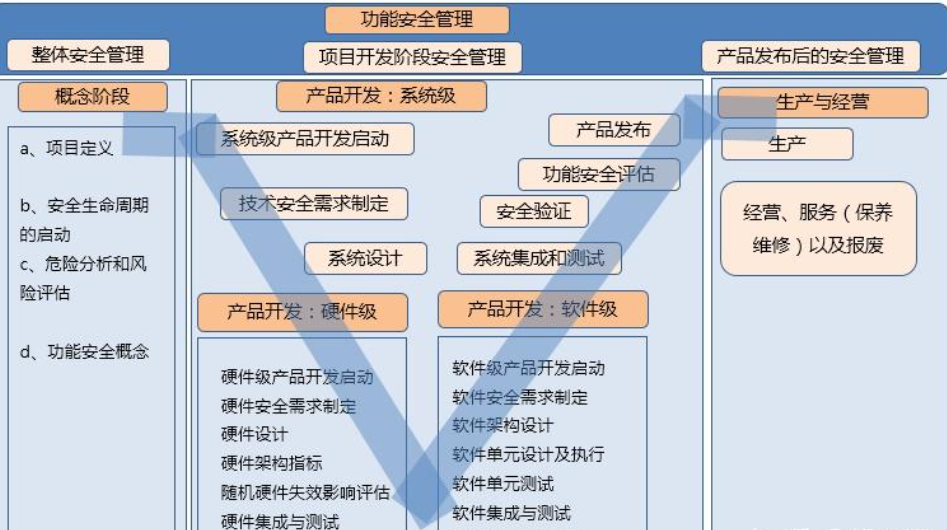 功能安全管理
整体安全管理
项目开发阶段安全管理
产品发布后的安全管理
概念阶段
a、项目定义
b、安全生命周期
的启动
c、危险分析和风
险评估
d、功能安全概念
产品开发：系统级
系统级产品开发启动
技术安全需求制定
系统设计
产品发布
功能安全评估
安全验证
系统集成和测试
产品开发：硬件级
硬件级产品开发启动
硬件安全需求制定
硬件设计
硬件架构指标
随机硬件失效影响评估
硬件集成与测试
产品开发：软件级
软件级产品开发启动
软件安全需求制定
软件架构设计
软件单元设计及执行
软件单元测试
软件集成与测试
生产与经营
生产
经营、服务（保养
维修）以及报废